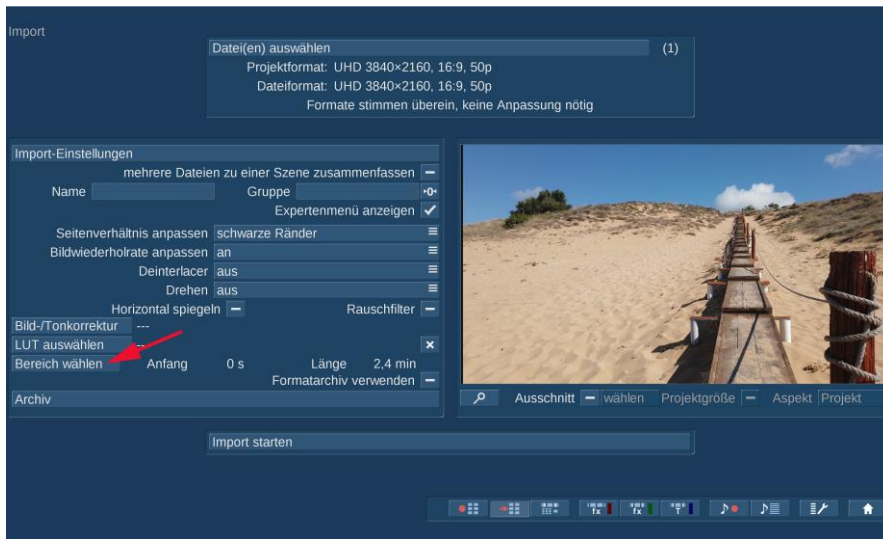 Import
Datei(en) auswählen (1)
Projektformat: UHD 3840×2160, 16:9, 50p
Dateiformat: UHD 3840×2160, 16:9, 50p
Formate stimmen überein, keine Anpassung nötig
Import-Einstellungen
mehrere Dateien zu einer Szene zusammenfassen
Name Gruppe
Expertenmenü anzeigen
Seitenverhältnis anpassen schwarze Ränder
Bildwiederholrate anpassen an
Deinterlacer aus
Drehen aus
Horizontal spiegeln Rauschfilter
Bild-/Tonkorrektur ---
LUT auswählen ---
Bereich wählen Anfang 0 s Länge 2,4 min
Formatarchiv verwenden
Archiv
Ausschnitt wählen Projektgröße Aspekt Projekt
Import starten
fx fx T